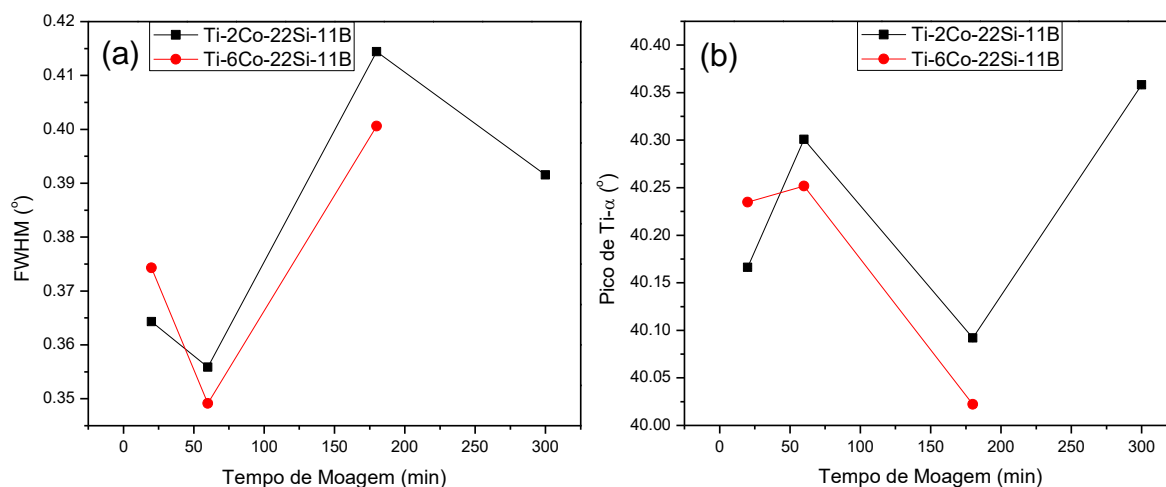 (a)
Ti-2Co-22Si-11B
Ti-6Co-22Si-11B
FWHM (°)
0.42
0.41
0.40
0.39
0.38
0.37
0.36
0.35
0 50 100 150 200 250 300
Tempo de Moagem (min)
(b)
Ti-2Co-22Si-11B
Ti-6Co-22Si-11B
Pico de Ti-α (°)
40.40
40.35
40.30
40.25
40.20
40.15
40.10
40.05
40.00
0 50 100 150 200 250 300
Tempo de Moagem (min)